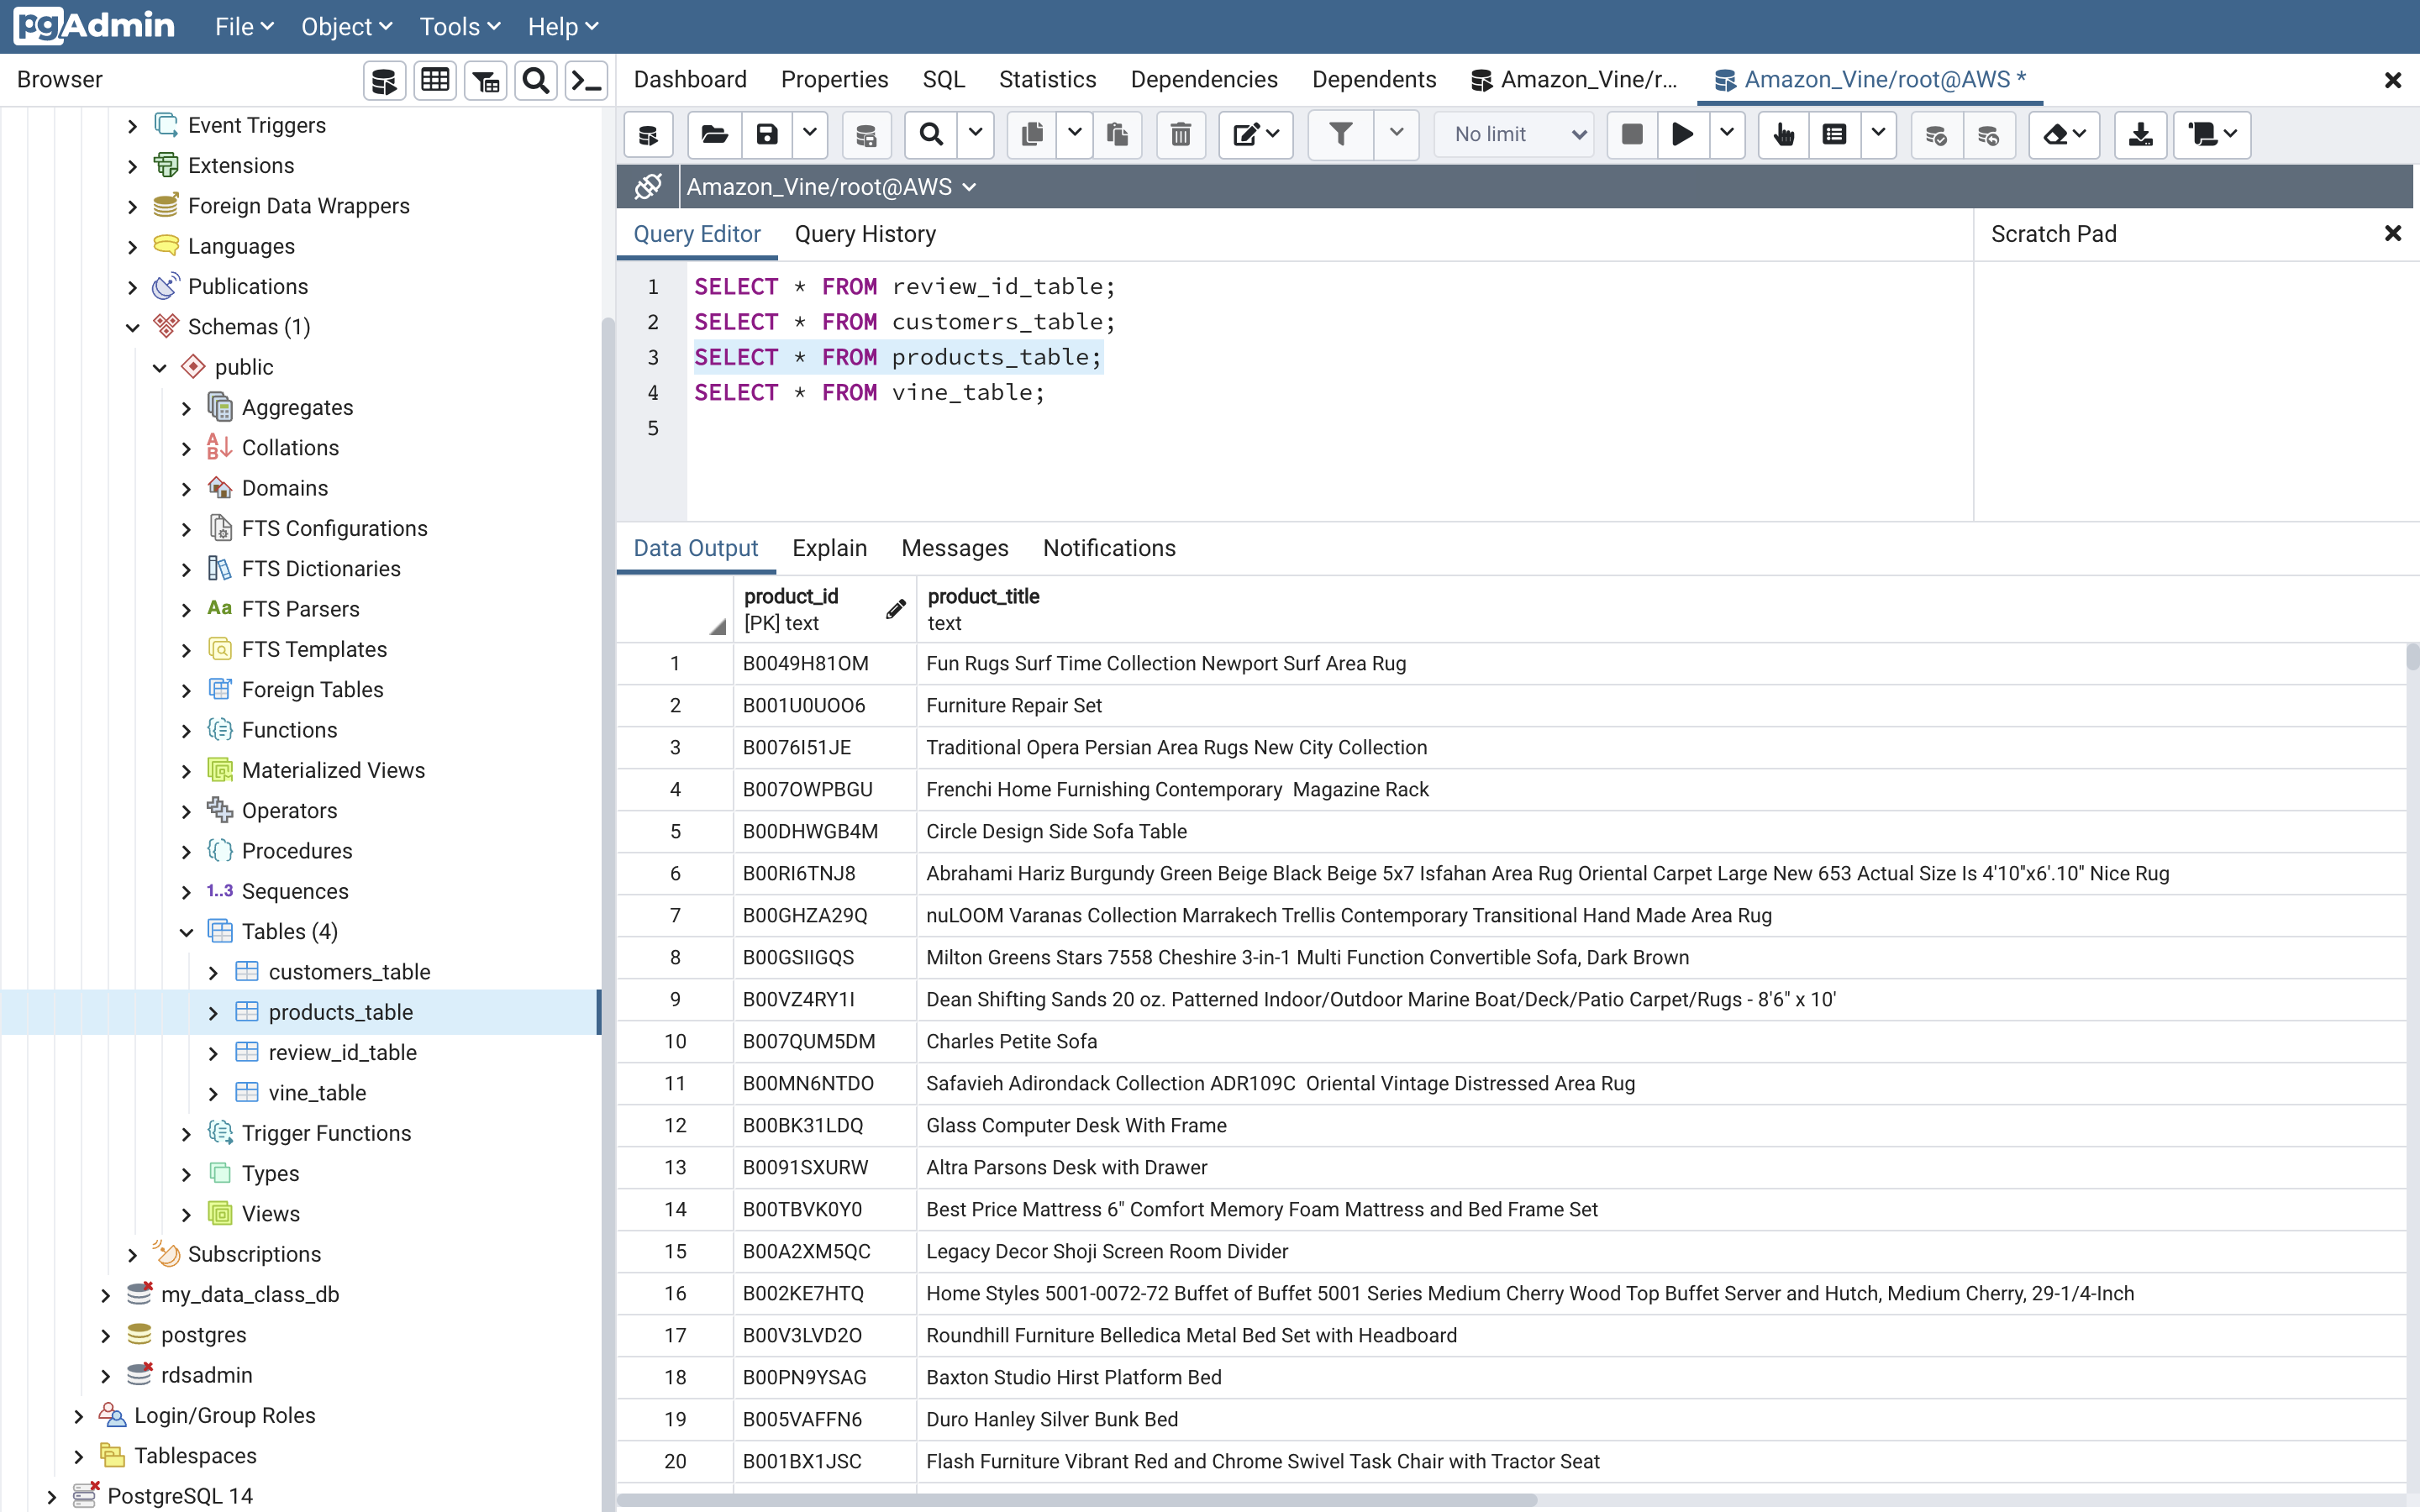 pgAdmin File Object Tools Help
Browser
Dashboard Properties SQL Statistics Dependencies Dependents Amazon_Vine/r... Amazon_Vine/root@AWS *
No limit
Event Triggers
Extensions
Foreign Data Wrappers
Languages
Publications
Schemas (1)
public
Aggregates
Collations
Domains
FTS Configurations
FTS Dictionaries
Aa FTS Parsers
FTS Templates
Foreign Tables
Functions
Materialized Views
Operators
Procedures
1..3 Sequences
Tables (4)
customers_table
products_table
review_id_table
vine_table
Trigger Functions
Types
Views
Subscriptions
my_data_class_db
postgres
rdsadmin
Login/Group Roles
Tablespaces
PostgreSQL 14
Amazon_Vine/root@AWS
Query Editor Query History
Scratch Pad
1 SELECT * FROM review_id_table;
2 SELECT * FROM customers_table;
3 SELECT * FROM products_table;
4 SELECT * FROM vine_table;
5
Data Output Explain Messages Notifications
product_id product_title
[PK] text text
1 B0049H81OM Fun Rugs Surf Time Collection Newport Surf Area Rug
2 B001U0UOO6 Furniture Repair Set
3 B0076I51JE Traditional Opera Persian Area Rugs New City Collection
4 B007OWPBGU Frenchi Home Furnishing Contemporary  Magazine Rack
5 B00DHWGB4M Circle Design Side Sofa Table
6 B00RI6TNJ8 Abrahami Hariz Burgundy Green Beige Black Beige 5x7 Isfahan Area Rug Oriental Carpet Large New 653 Actual Size Is 4'10"x6'.10" Nice Rug
7 B00GHZA29Q nuLOOM Varanas Collection Marrakech Trellis Contemporary Transitional Hand Made Area Rug
8 B00GSIIGQS Milton Greens Stars 7558 Cheshire 3-in-1 Multi Function Convertible Sofa, Dark Brown
9 B00VZ4RY1I Dean Shifting Sands 20 oz. Patterned Indoor/Outdoor Marine Boat/Deck/Patio Carpet/Rugs - 8'6" x 10'
10 B007QUM5DM Charles Petite Sofa
11 B00MN6NTDO Safavieh Adirondack Collection ADR109C  Oriental Vintage Distressed Area Rug
12 B00BK31LDQ Glass Computer Desk With Frame
13 B0091SXURW Altra Parsons Desk with Drawer
14 B00TBVK0Y0 Best Price Mattress 6" Comfort Memory Foam Mattress and Bed Frame Set
15 B00A2XM5QC Legacy Decor Shoji Screen Room Divider
16 B002KE7HTQ Home Styles 5001-0072-72 Buffet of Buffet 5001 Series Medium Cherry Wood Top Buffet Server and Hutch, Medium Cherry, 29-1/4-Inch
17 B00V3LVD2O Roundhill Furniture Belledica Metal Bed Set with Headboard
18 B00PN9YSAG Baxton Studio Hirst Platform Bed
19 B005VAFFN6 Duro Hanley Silver Bunk Bed
20 B001BX1JSC Flash Furniture Vibrant Red and Chrome Swivel Task Chair with Tractor Seat